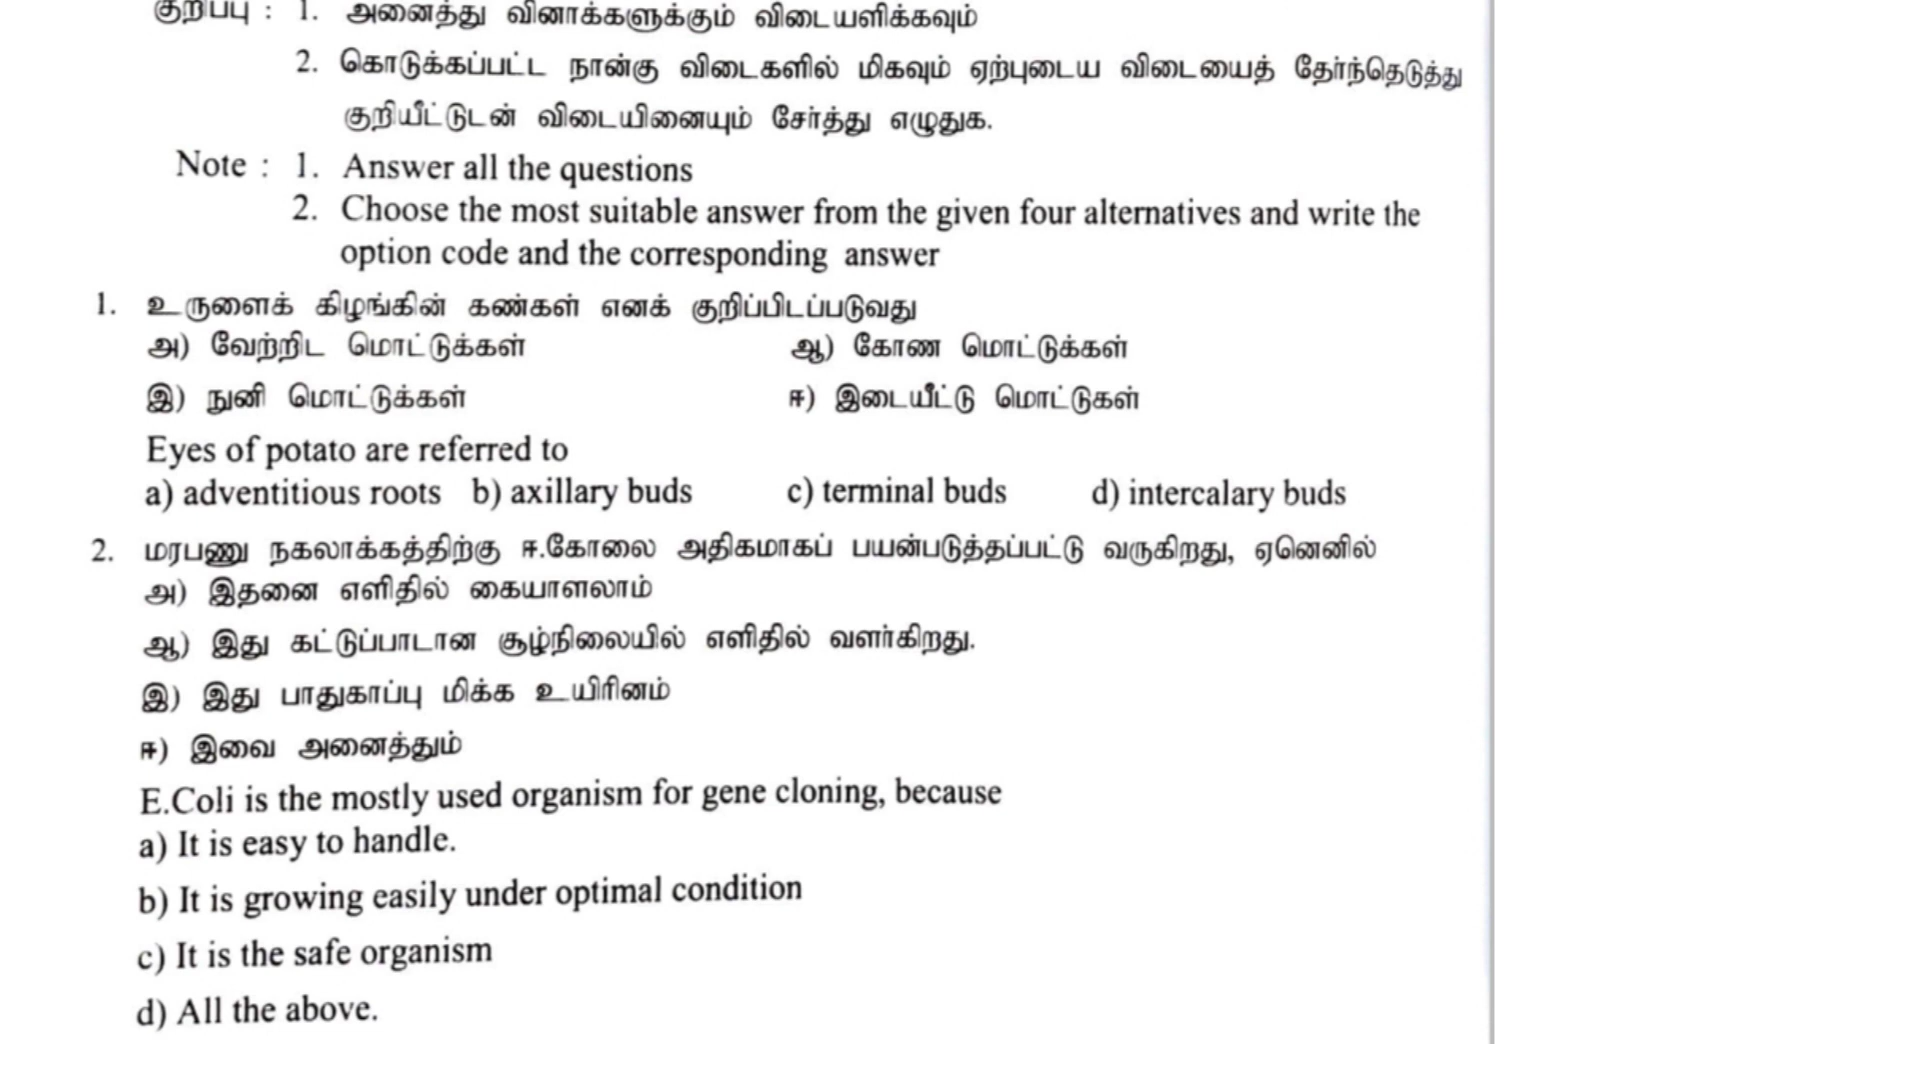 குறிப்பு : 1. அனைத்து வினாக்களுக்கும் விடையளிக்கவும்
2. கொடுக்கப்பட்ட நான்கு விடைகளில் மிகவும் ஏற்புடைய விடையைத் தேர்ந்தெடுத்து
குறியீட்டுடன் விடையினையும் சேர்த்து எழுதுக.
Note : 1. Answer all the questions
2. Choose the most suitable answer from the given four alternatives and write the
option code and the corresponding answer
1. உருளைக் கிழங்கின் கண்கள் எனக் குறிப்பிடப்படுவது
அ) வேற்றிட மொட்டுக்கள் ஆ) கோண மொட்டுக்கள்
இ) நுனி மொட்டுக்கள் ஈ) இடையீட்டு மொட்டுகள்
Eyes of potato are referred to
a) adventitious roots b) axillary buds c) terminal buds d) intercalary buds
2. மரபணு நகலாக்கத்திற்கு ஈ.கோலை அதிகமாகப் பயன்படுத்தப்பட்டு வருகிறது, ஏனெனில்
அ) இதனை எளிதில் கையாளலாம்
ஆ) இது கட்டுப்பாடான சூழ்நிலையில் எளிதில் வளர்கிறது.
இ) இது பாதுகாப்பு மிக்க உயிரினம்
ஈ) இவை அனைத்தும்
E.Coli is the mostly used organism for gene cloning, because
a) It is easy to handle.
b) It is growing easily under optimal condition
c) It is the safe organism
d) All the above.